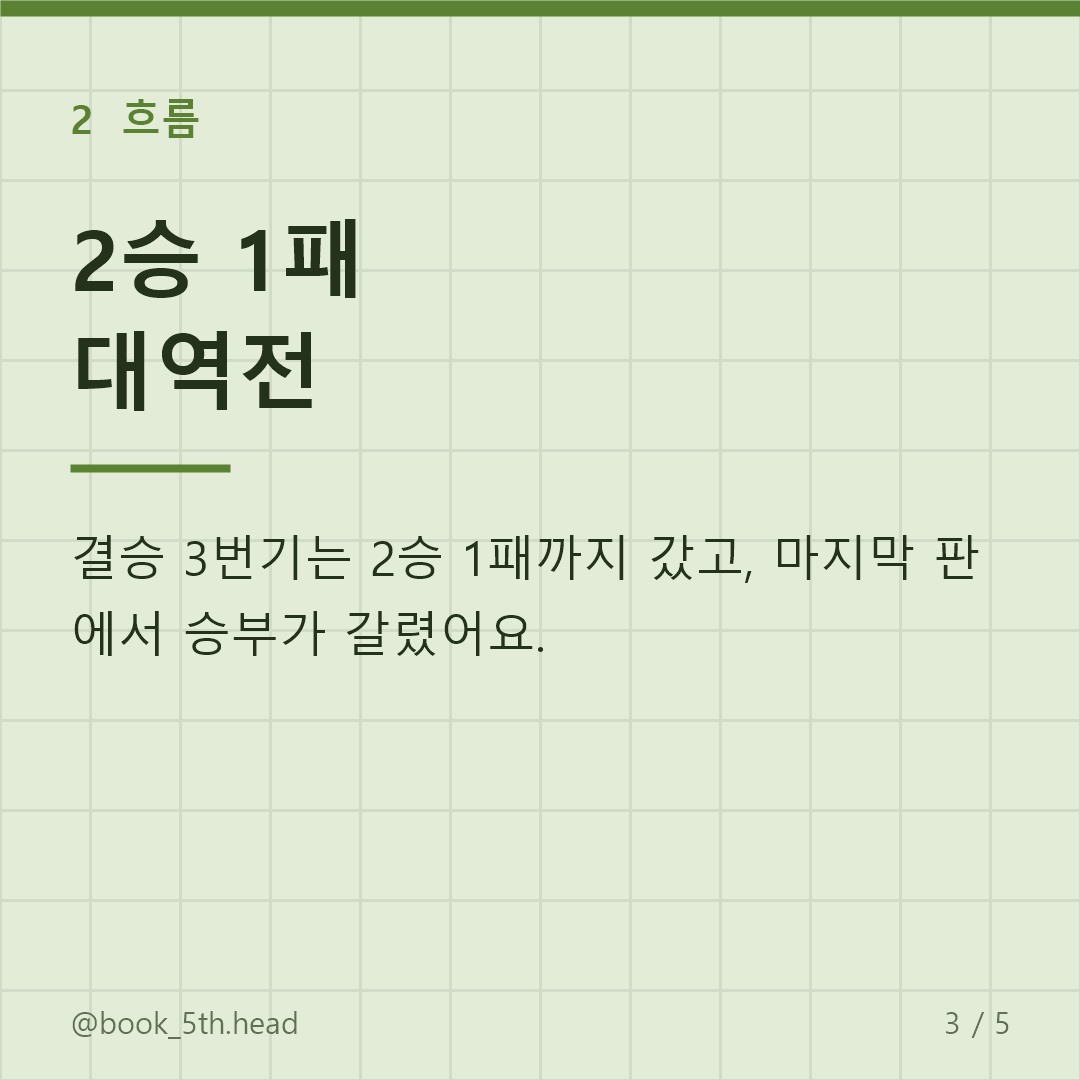 2 흐름
2승 1패
대역전
결승 3번기는 2승 1패까지 갔고, 마지막 판
에서 승부가 갈렸어요.
@book_5th.head
3 / 5